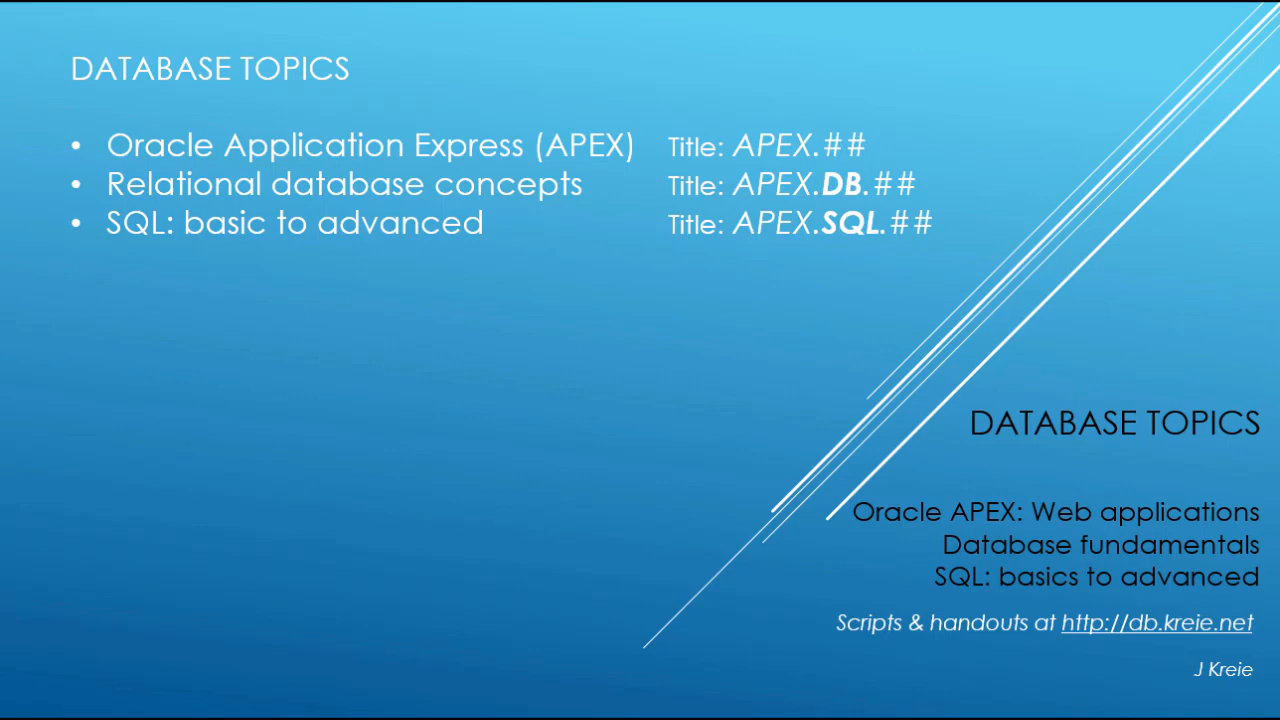 DATABASE TOPICS
• Oracle Application Express (APEX) Title: APEX.##
• Relational database concepts Title: APEX.DB.##
• SQL: basic to advanced Title: APEX.SQL.##
DATABASE TOPICS
Oracle APEX: Web applications
Database fundamentals
SQL: basics to advanced
Scripts & handouts at http://db.kreie.net
J Kreie